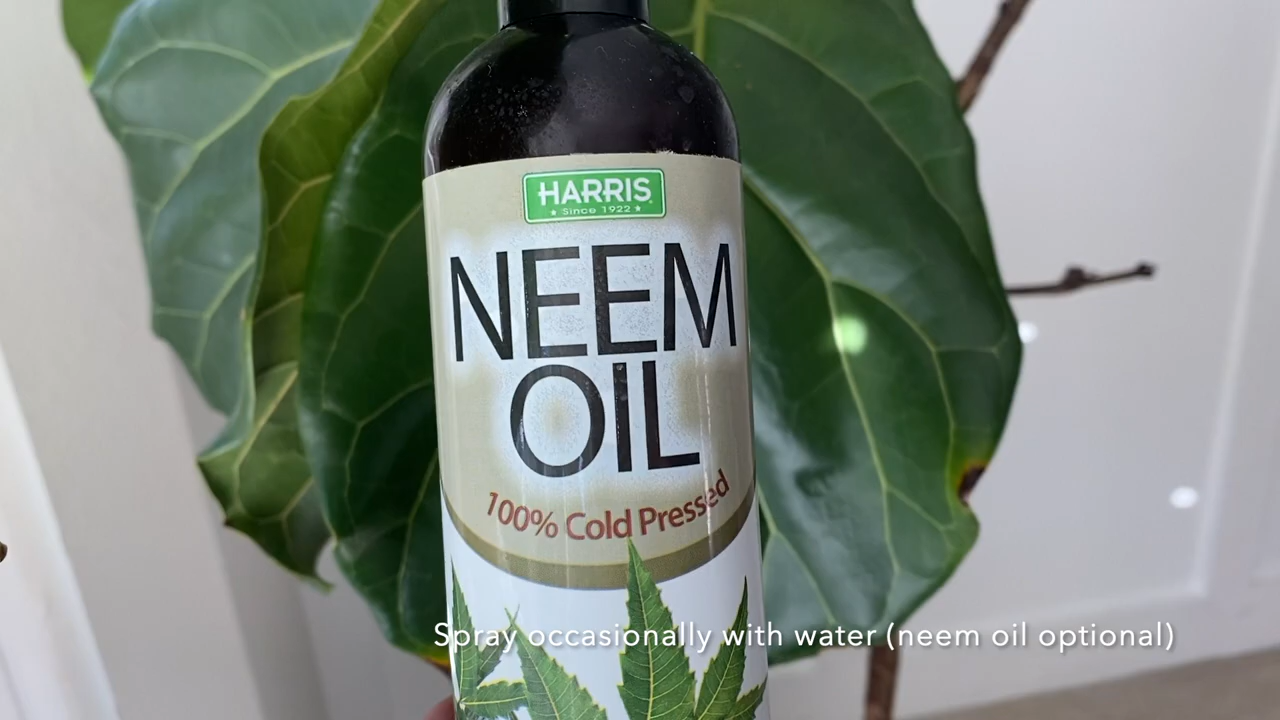 HARRIS
★ Since 1922 ★
NEEM
OIL
100% Cold Pressed
Spray occasionally with water (neem oil optional)